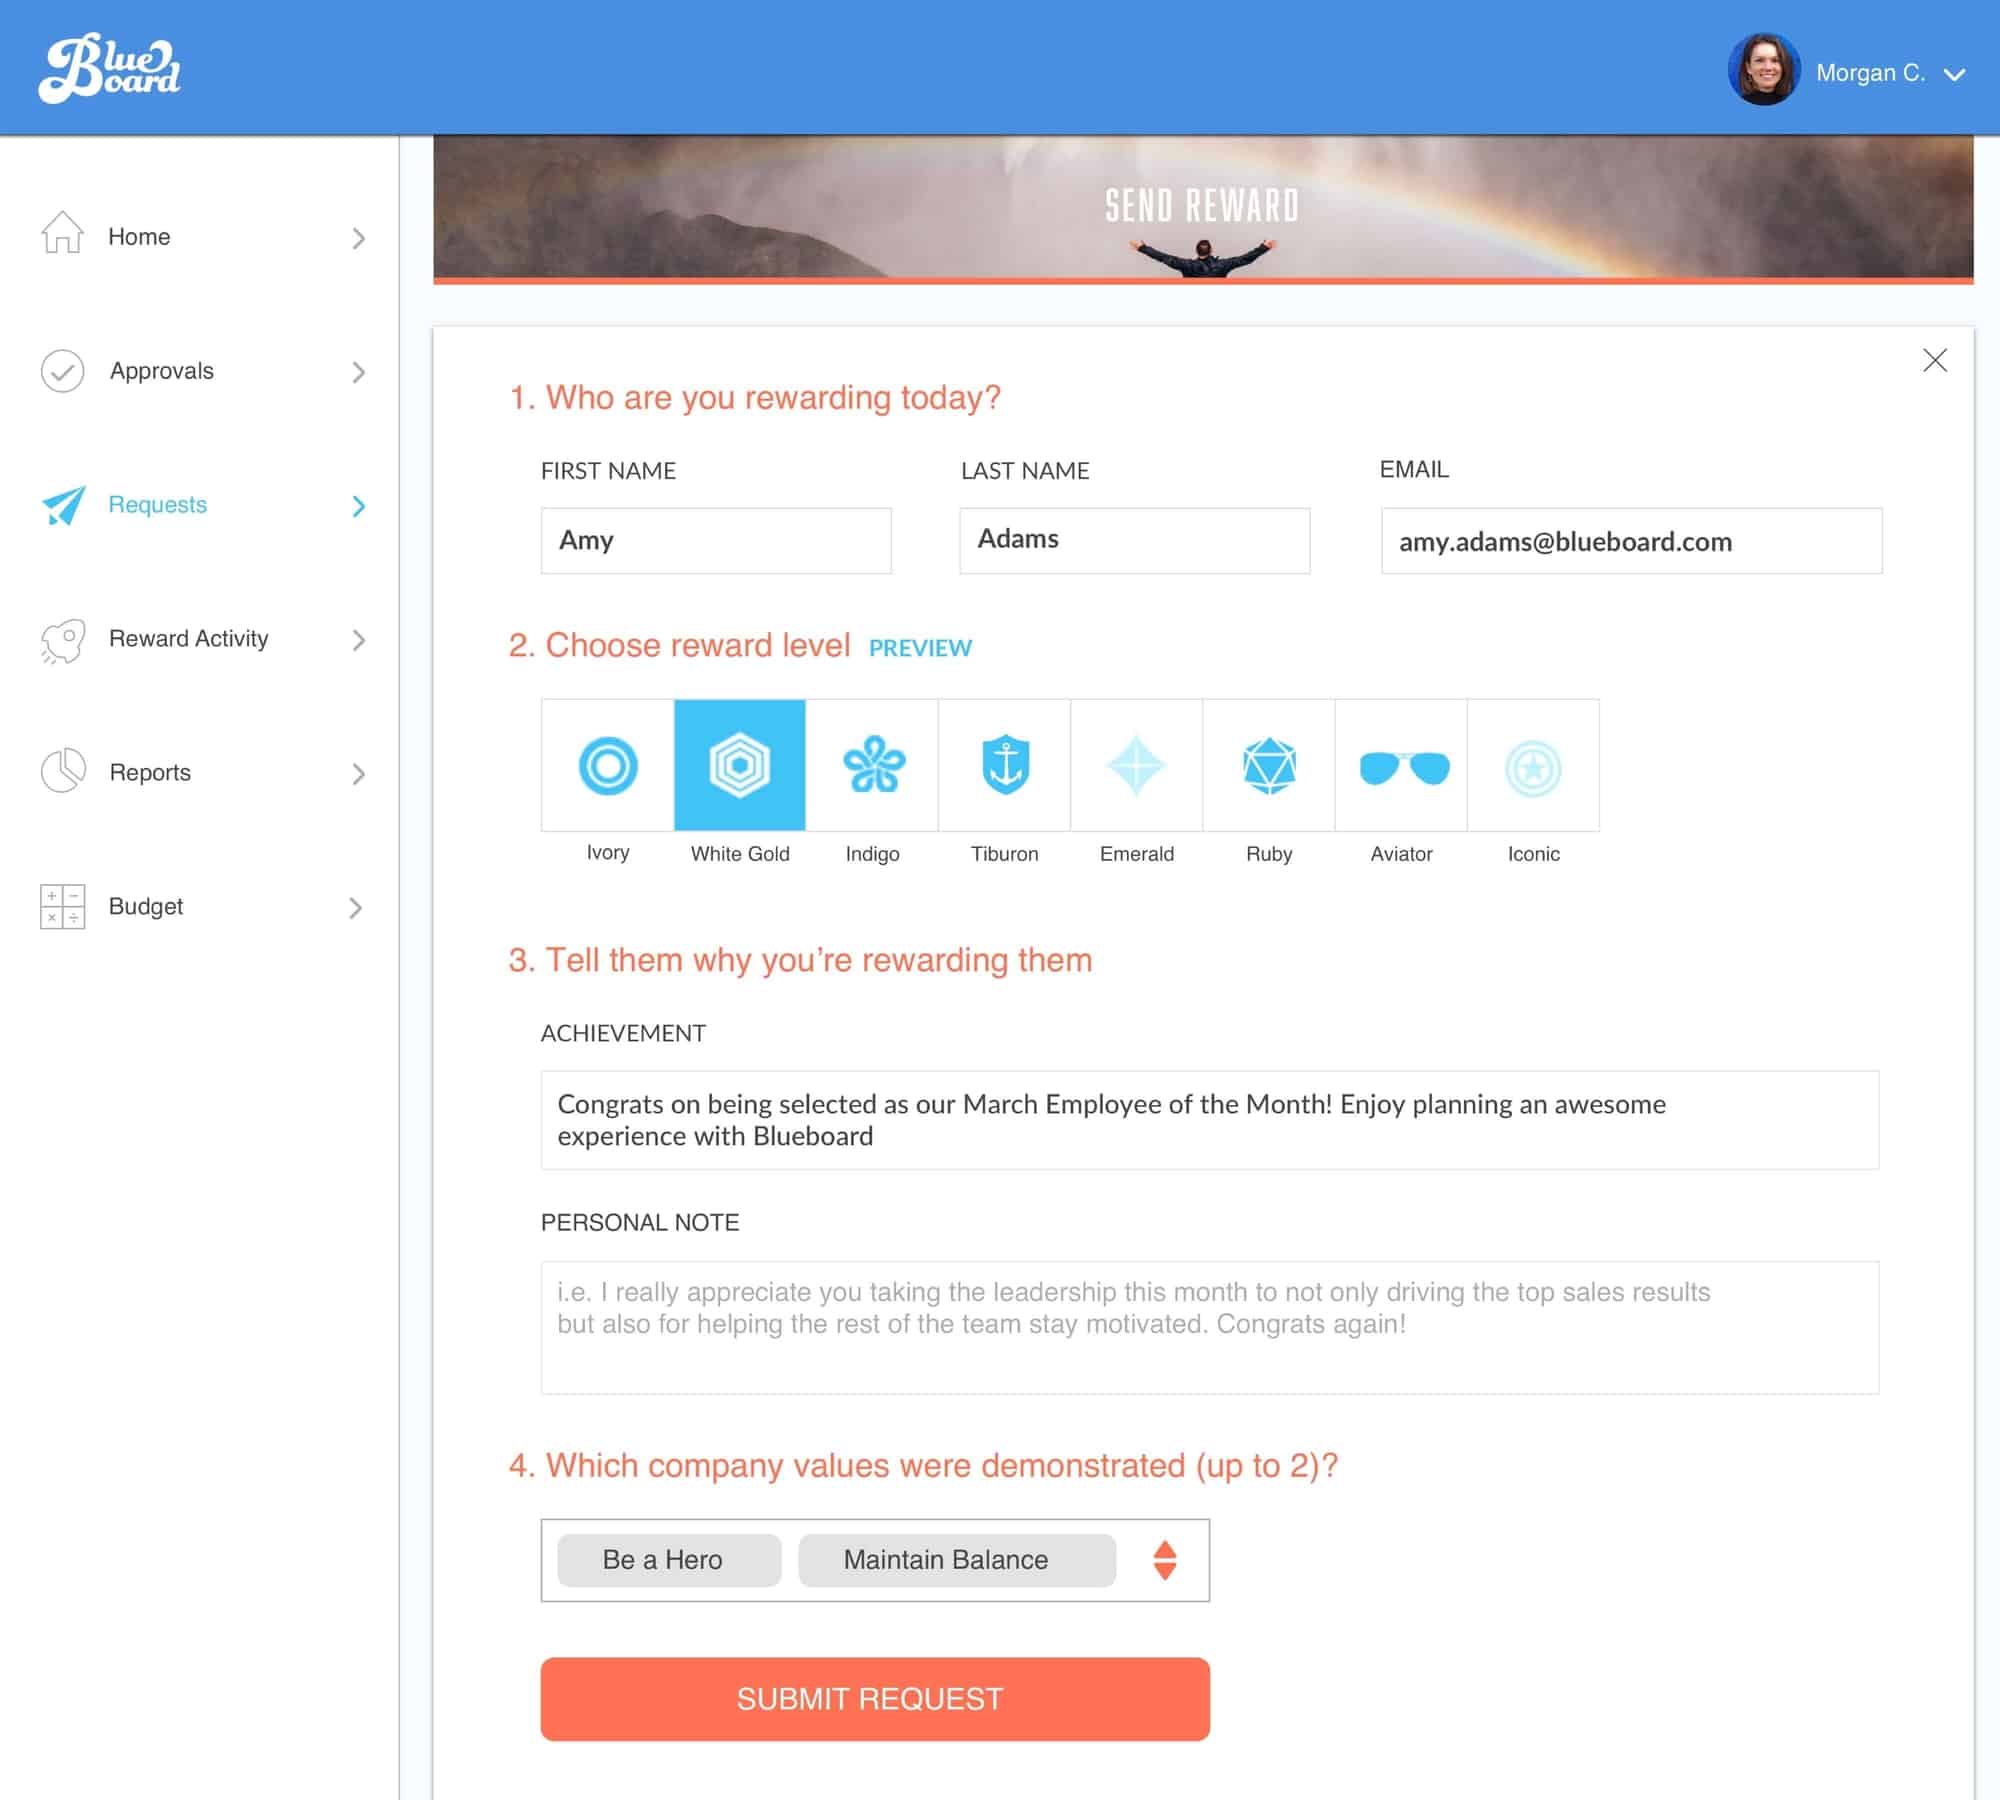 Blue
Board
Morgan C.
Home
Approvals
Requests
Reward Activity
Reports
Budget
SEND REWARD
1. Who are you rewarding today?
FIRST NAME
LAST NAME
EMAIL
Amy
Adams
amy.adams@blueboard.com
2. Choose reward level PREVIEW
Ivory
White Gold
Indigo
Tiburon
Emerald
Ruby
Aviator
Iconic
3. Tell them why you’re rewarding them
ACHIEVEMENT
Congrats on being selected as our March Employee of the Month! Enjoy planning an awesome
experience with Blueboard
PERSONAL NOTE
i.e. I really appreciate you taking the leadership this month to not only driving the top sales results
but also for helping the rest of the team stay motivated. Congrats again!
4. Which company values were demonstrated (up to 2)?
Be a Hero
Maintain Balance
SUBMIT REQUEST